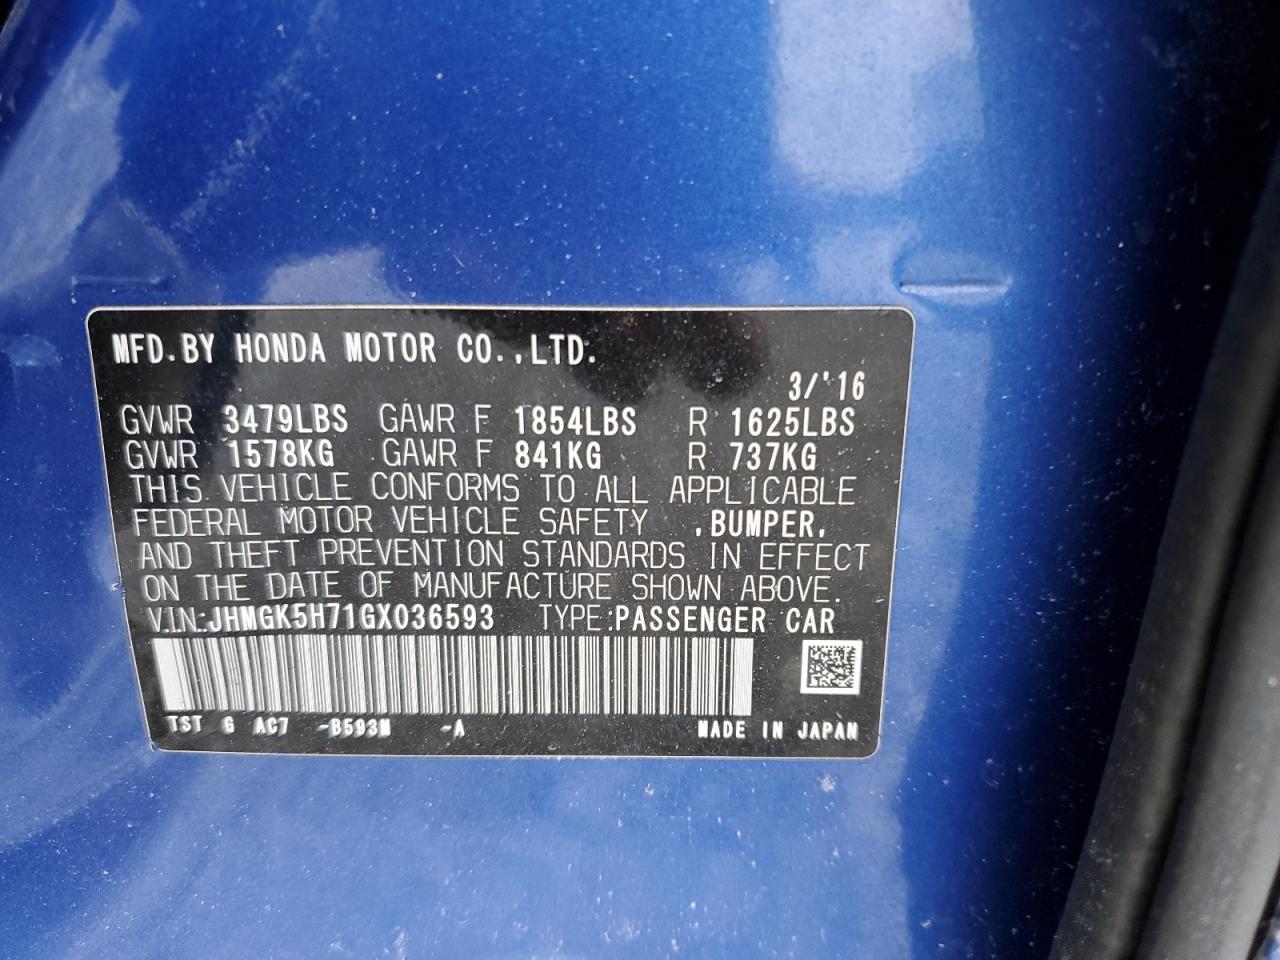 MFD.BY HONDA MOTOR CO.,LTD.
3/'16
GVWR 3479LBS GAWR F 1854LBS R 1625LBS
GVWR 1578KG GAWR F 841KG R 737KG
THIS VEHICLE CONFORMS TO ALL APPLICABLE
FEDERAL MOTOR VEHICLE SAFETY ,BUMPER,
AND THEFT PREVENTION STANDARDS IN EFFECT
ON THE DATE OF MANUFACTURE SHOWN ABOVE.
V.I.N:JHMGK5H71GX036593 TYPE:PASSENGER CAR
TST G AC7 -B593M -A MADE IN JAPAN